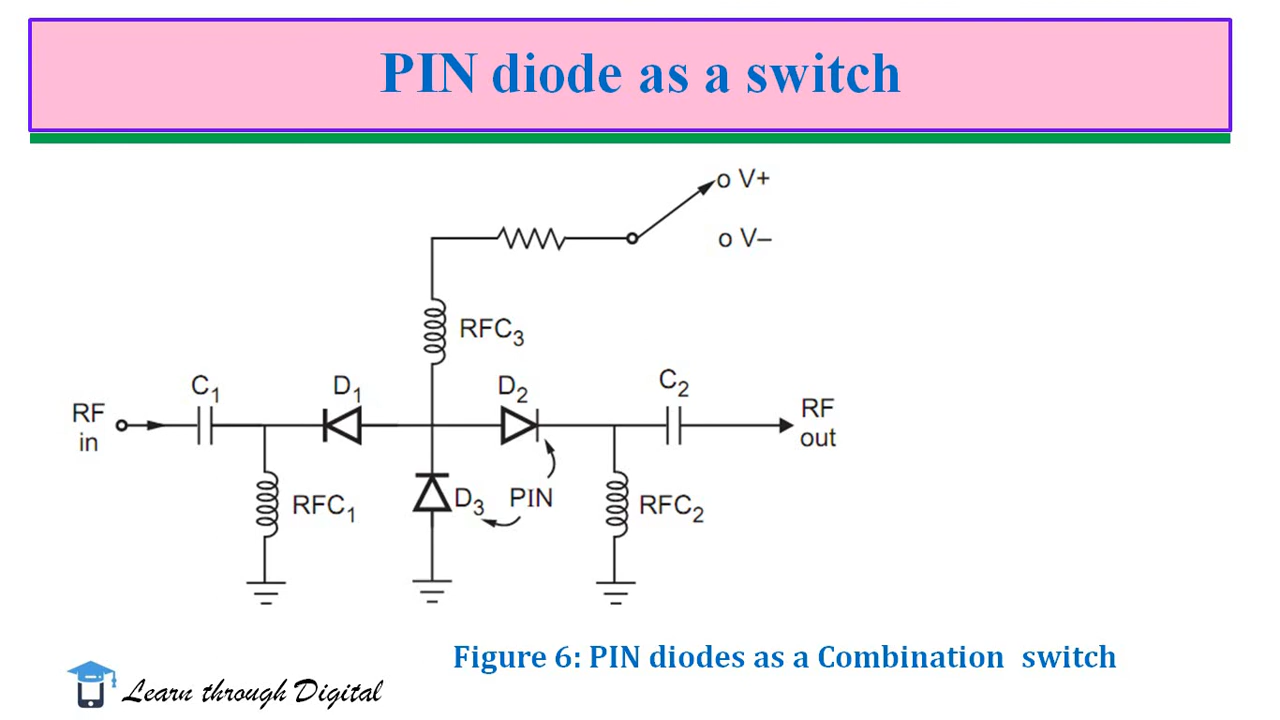 PIN diode as a switch
o V+
o V–
RFC3
C1
D1
D2
C2
RF
in
RF
out
RFC1
D3
PIN
RFC2
Figure 6: PIN diodes as a Combination switch
Learn through Digital